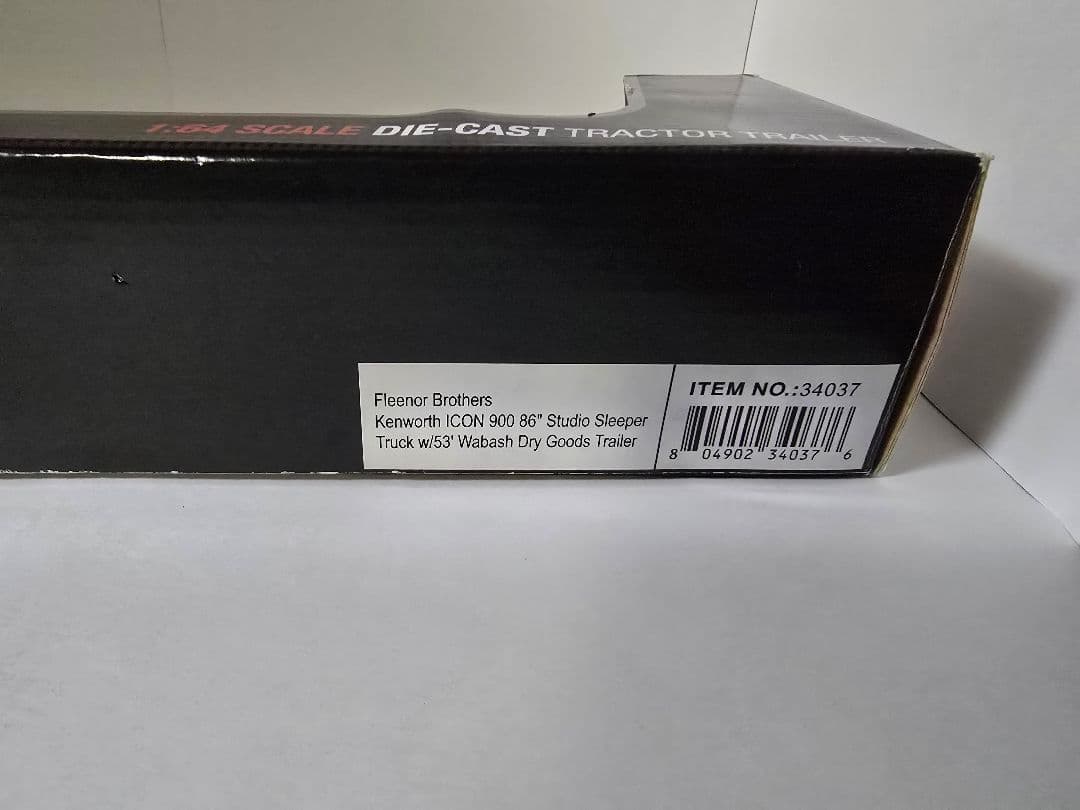 1:64 SCALE DIE-CAST TRACTOR TRAILER
Fleenor Brothers
Kenworth ICON 900 86" Studio Sleeper
Truck w/53' Wabash Dry Goods Trailer
ITEM NO.:34037
8 04902 34037 6